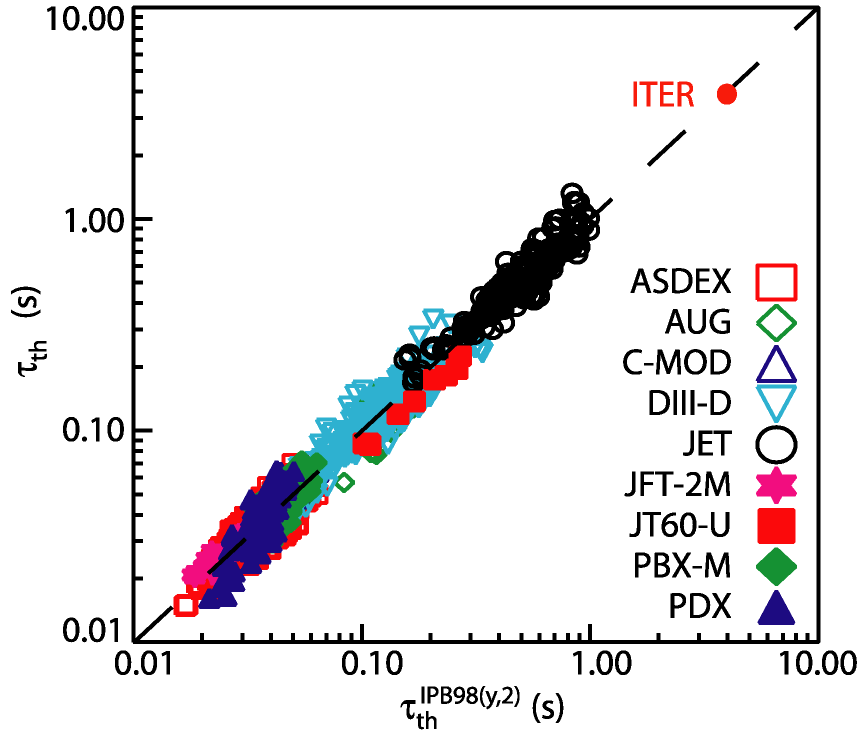 10.00
ITER
1.00
τth (s)
ASDEX
AUG
C-MOD
DIII-D
0.10
JET
JFT-2M
JT60-U
PBX-M
PDX
0.01
0.01 0.10 1.00 10.00
τth^IPB98(y,2) (s)